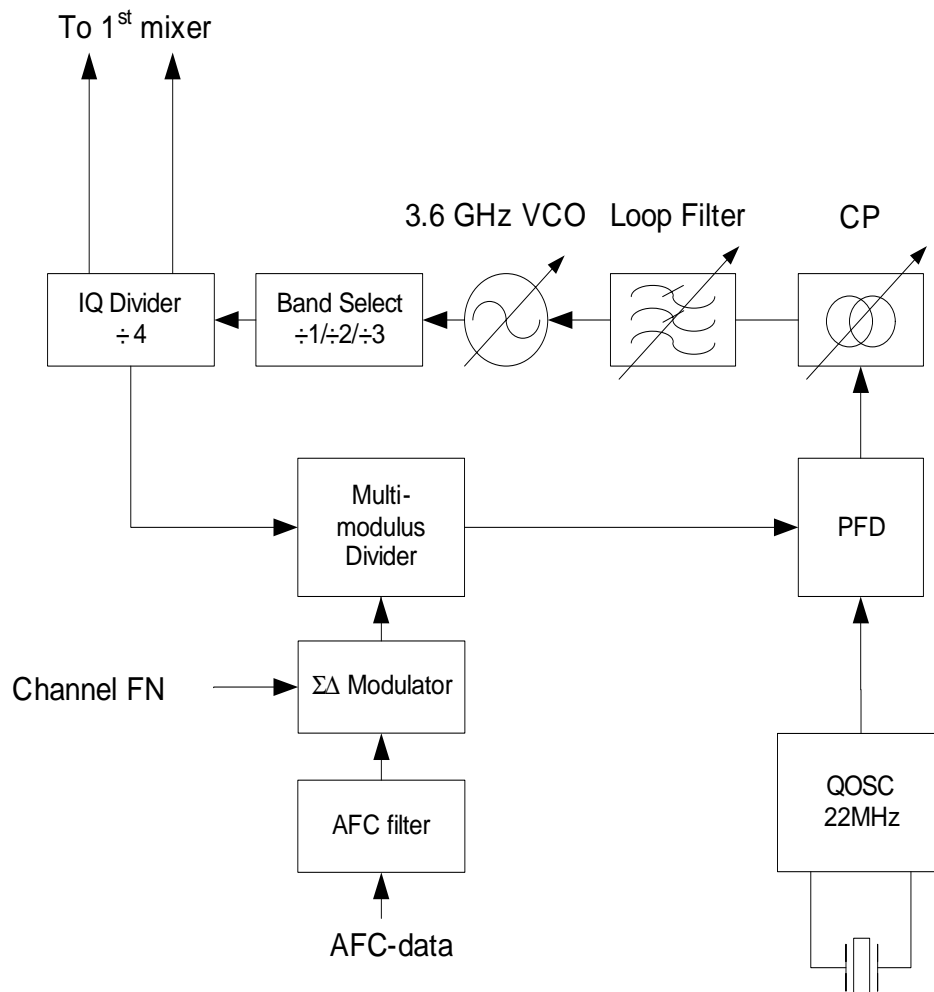 To 1st mixer
3.6 GHz VCO
Loop Filter
CP
IQ Divider
÷4
Band Select
÷1/÷2/÷3
Multi-
modulus
Divider
PFD
Channel FN
ΣΔ Modulator
AFC filter
AFC-data
QOSC
22MHz